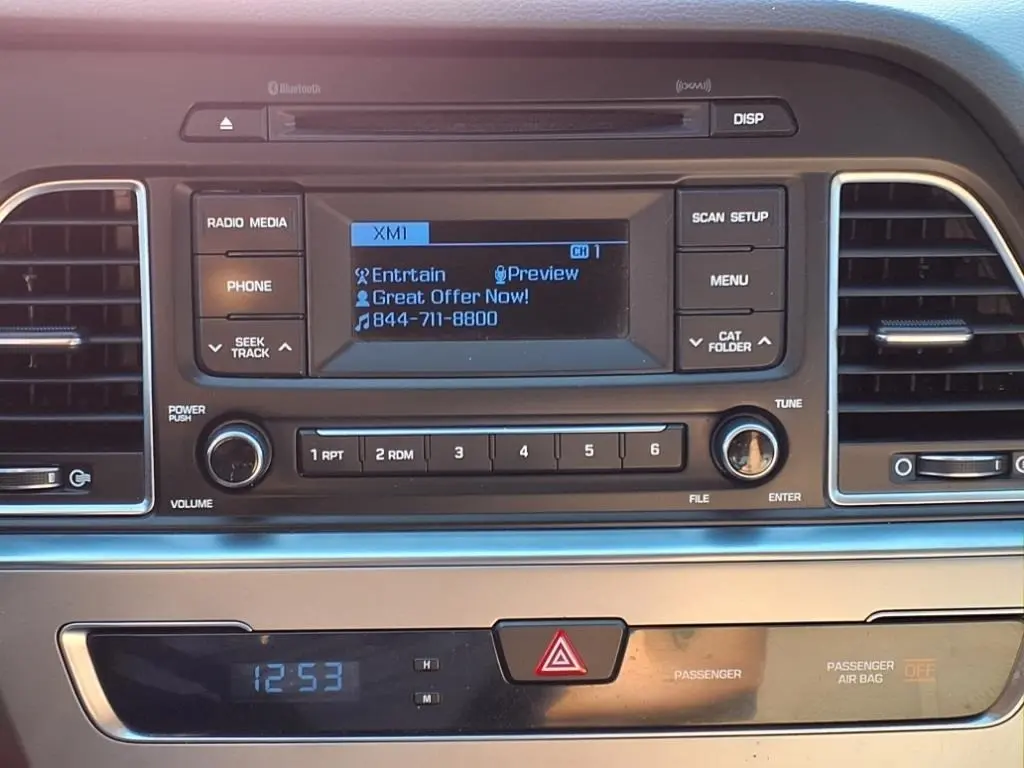 Bluetooth
((XM))
DISP
RADIO MEDIA
PHONE
SEEK
TRACK
XM1
CH 1
Entrtain Preview
Great Offer Now!
844-711-8800
SCAN SETUP
MENU
CAT
FOLDER
POWER
PUSH
VOLUME
1 RPT
2 RDM
3
4
5
6
TUNE
FILE
ENTER
12:53
H
M
PASSENGER
PASSENGER
AIR BAG
OFF